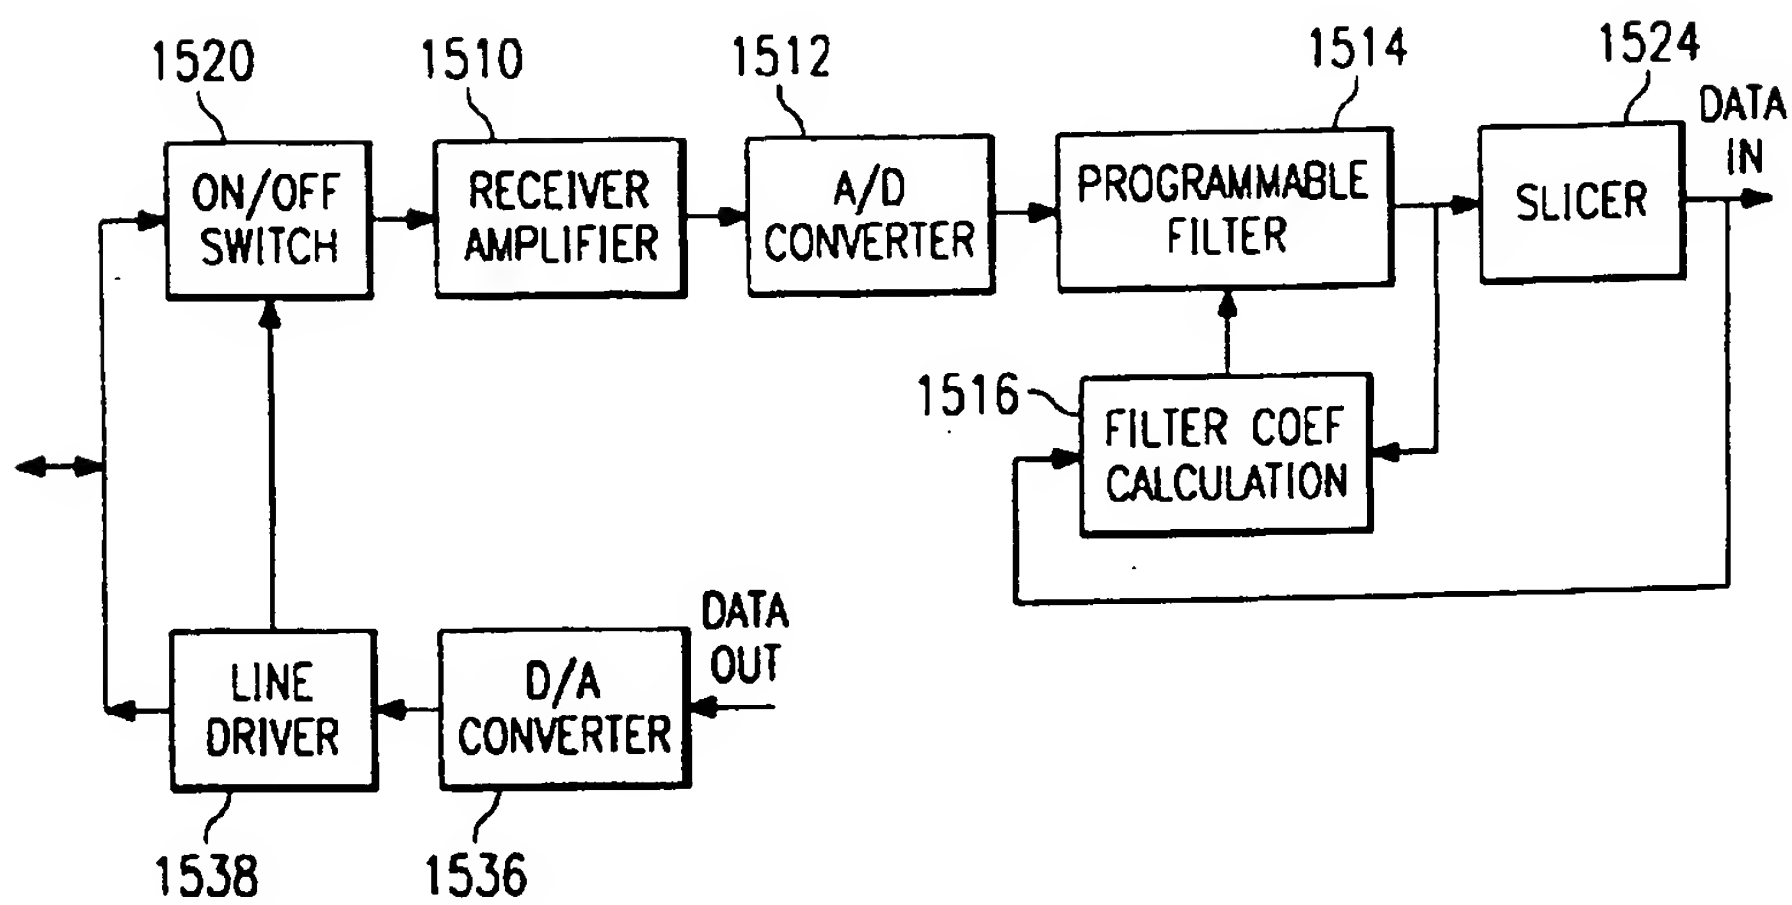 1520
1510
1512
1514
1524
DATA
IN
ON/OFF
SWITCH
RECEIVER
AMPLIFIER
A/D
CONVERTER
PROGRAMMABLE
FILTER
SLICER
1516
FILTER COEF
CALCULATION
DATA
OUT
LINE
DRIVER
D/A
CONVERTER
1538
1536